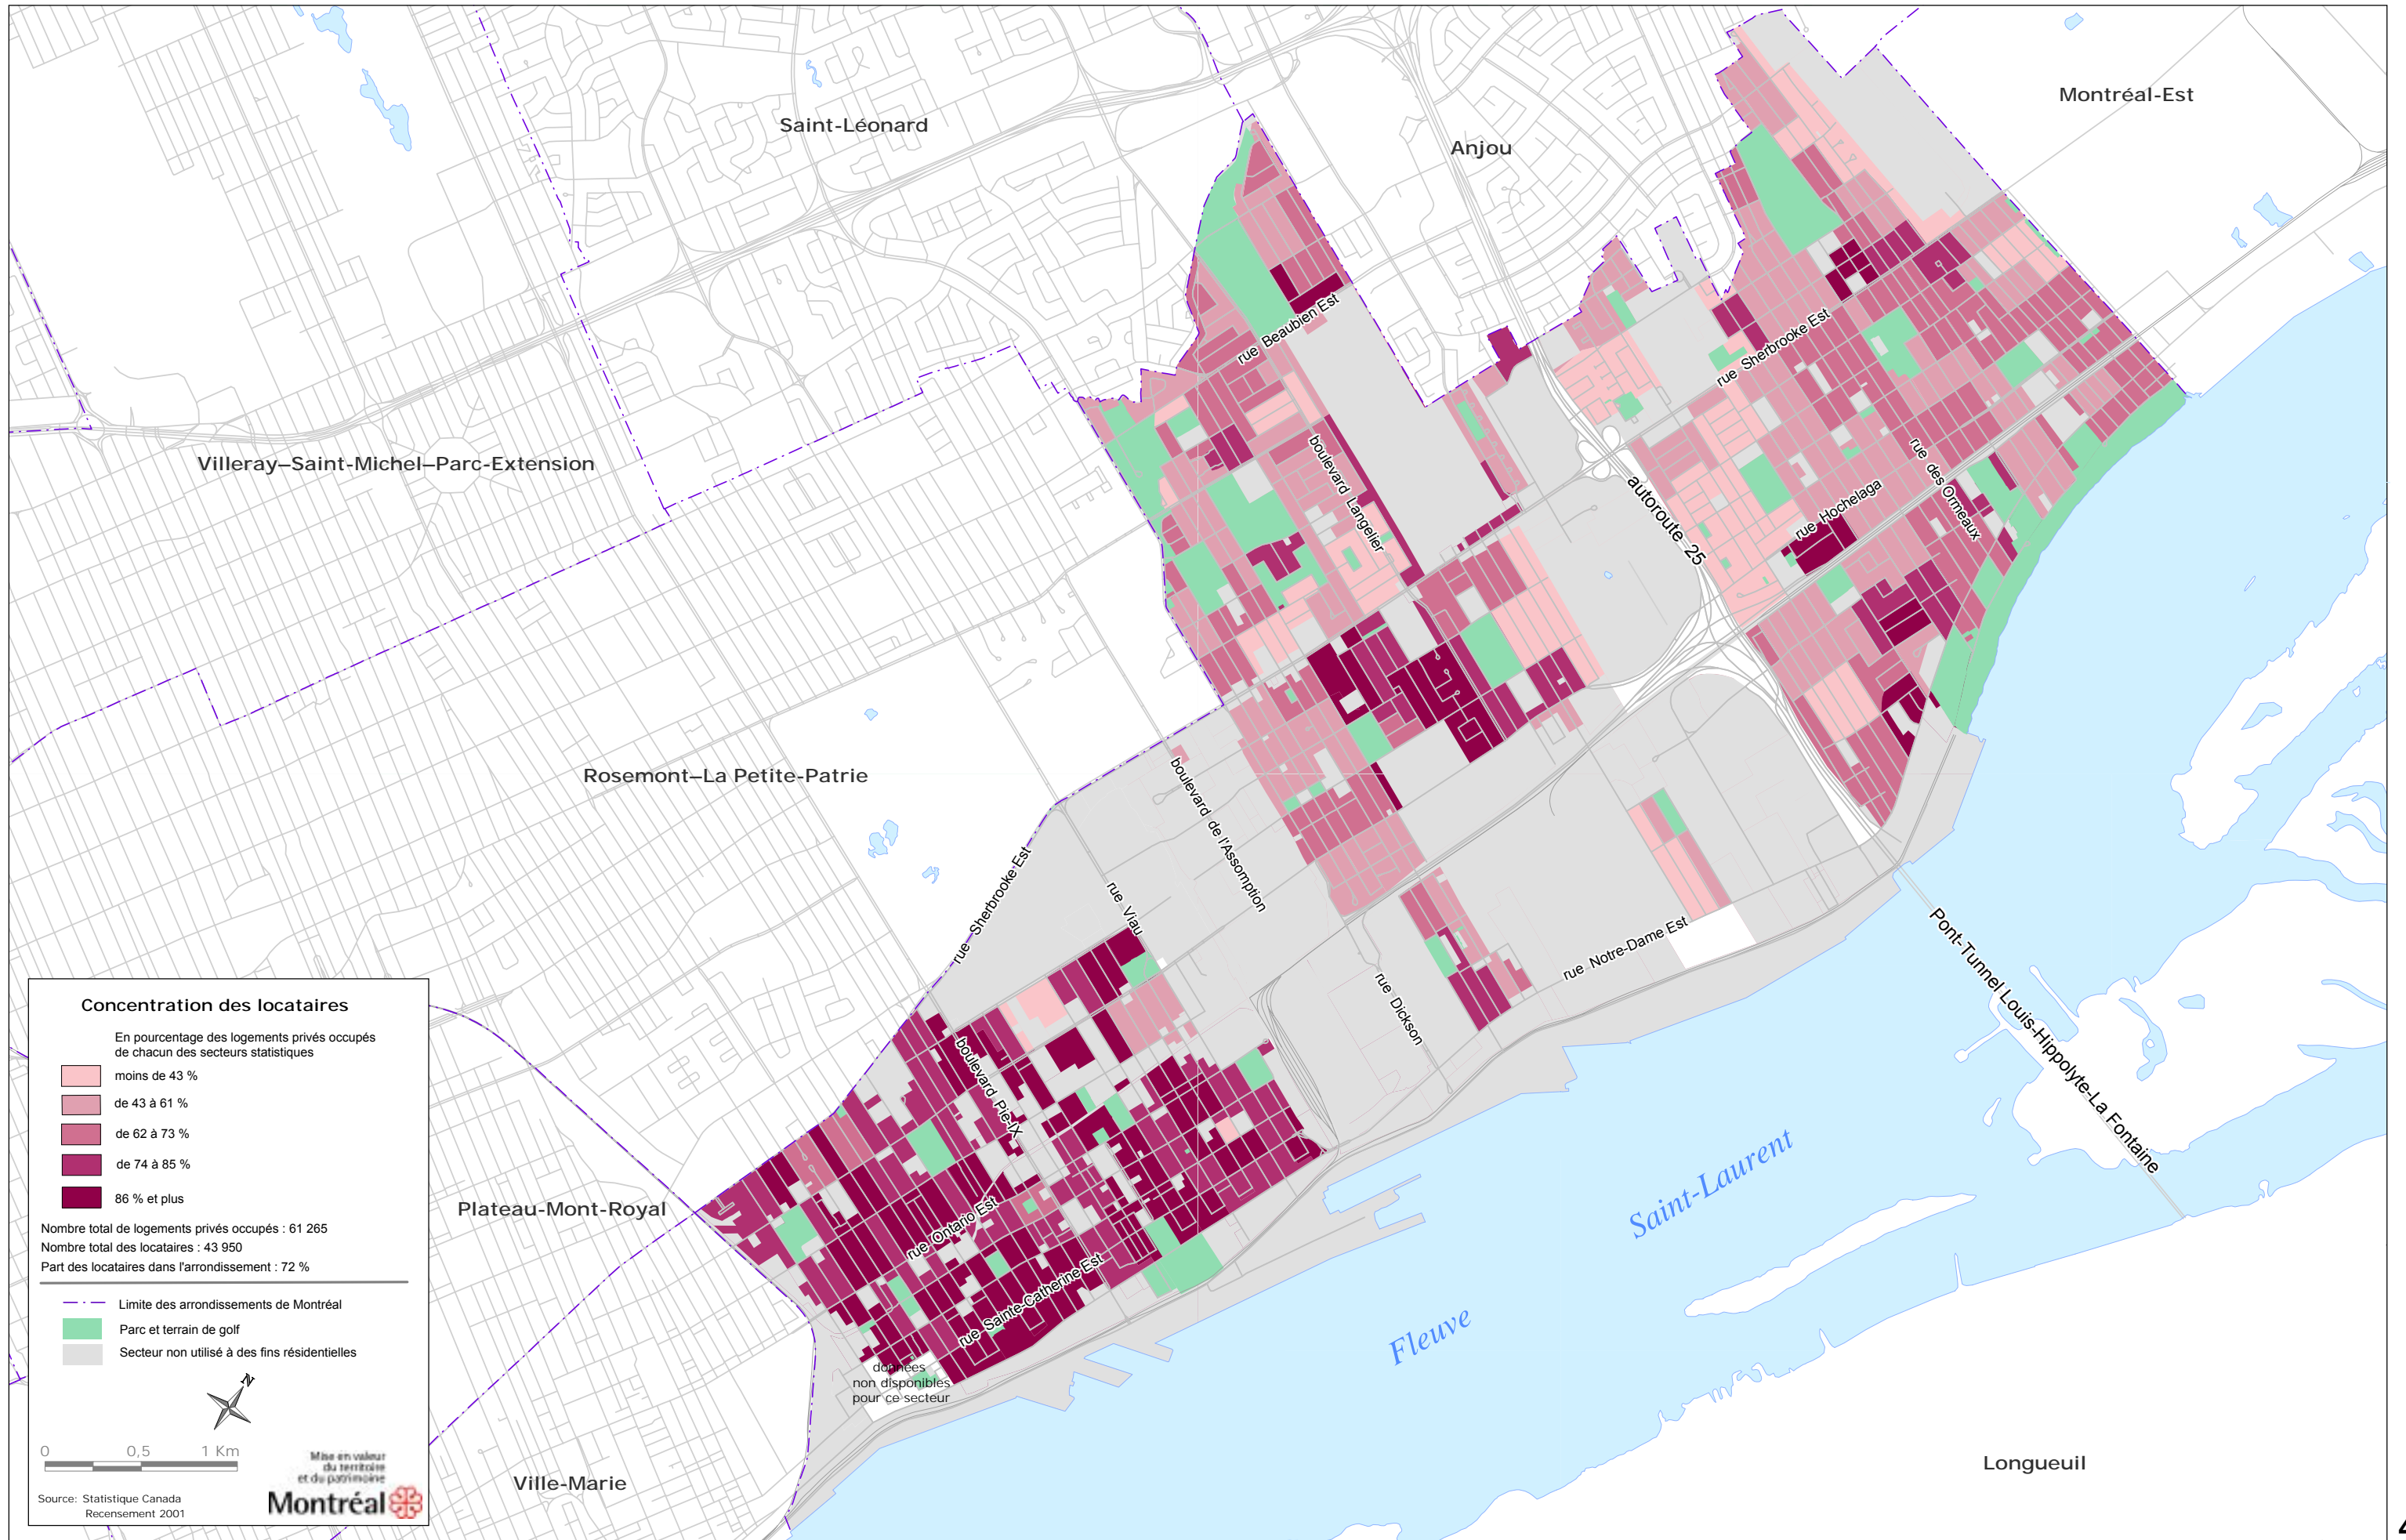 Saint-Léonard
Anjou
Montréal-Est
Villeray–Saint-Michel–Parc-Extension
Rosemont–La Petite-Patrie
Plateau-Mont-Royal
Ville-Marie
Longueuil
rue Beaubien Est
boulevard Langelier
autoroute 25
rue Sherbrooke Est
rue Hochelaga
rue des Ormeaux
boulevard de l'Assomption
rue Sherbrooke Est
rue Viau
rue Dickson
rue Notre-Dame Est
Pont-Tunnel Louis-Hippolyte-La Fontaine
boulevard Pie-IX
rue Ontario Est
rue Sainte-Catherine Est
données
non disponibles
pour ce secteur
Fleuve
Saint-Laurent
Concentration des locataires
En pourcentage des logements privés occupés
de chacun des secteurs statistiques
moins de 43 %
de 43 à 61 %
de 62 à 73 %
de 74 à 85 %
86 % et plus
Nombre total de logements privés occupés : 61 265
Nombre total des locataires : 43 950
Part des locataires dans l'arrondissement : 72 %
Limite des arrondissements de Montréal
Parc et terrain de golf
Secteur non utilisé à des fins résidentielles
N
0 0,5 1 Km
Mise en valeur
du territoire
et du patrimoine
Montréal
Source: Statistique Canada
Recensement 2001